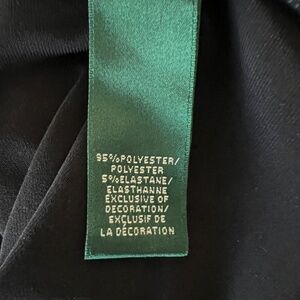 95%POLYESTER/
POLYESTER
5%ELASTANE/
ELASTHANNE
EXCLUSIVE OF
DECORATION/
EXCLUSIF DE
LA DÉCORATION